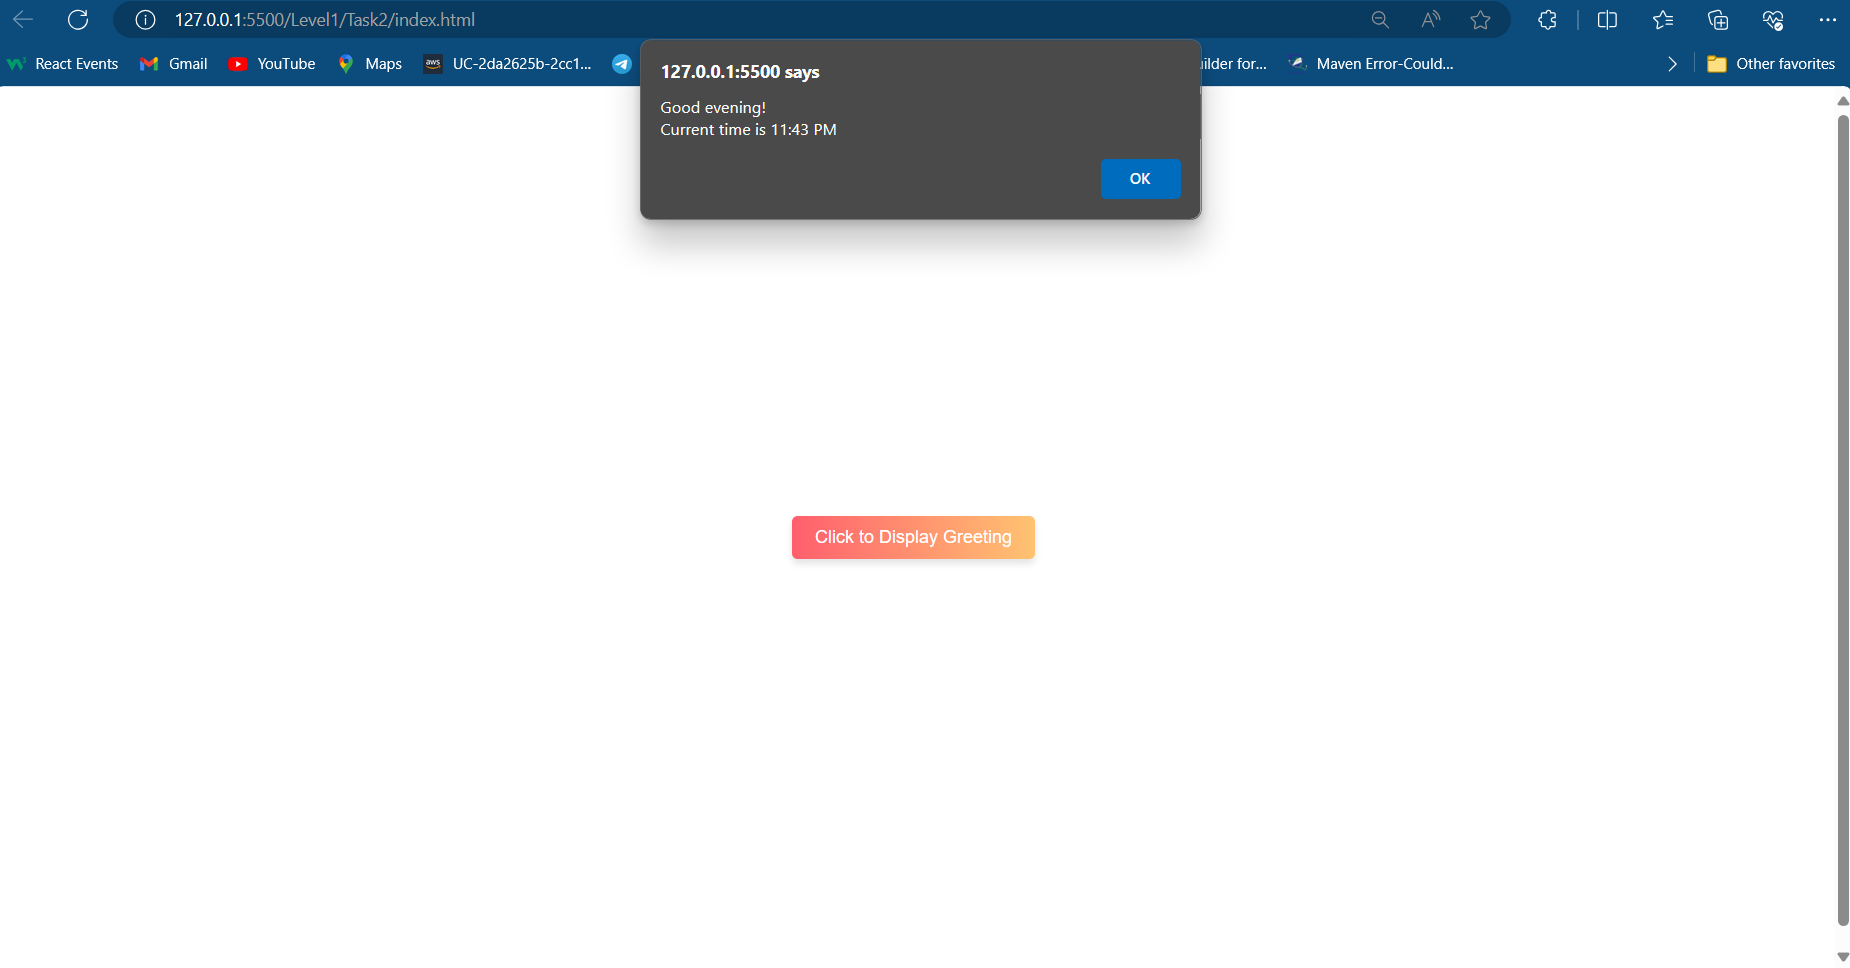 127.0.0.1:5500/Level1/Task2/index.html
React Events Gmail YouTube Maps aws UC-2da2625b-2cc1... ilder for... Maven Error-Could... Other favorites
127.0.0.1:5500 says
Good evening!
Current time is 11:43 PM
OK
Click to Display Greeting